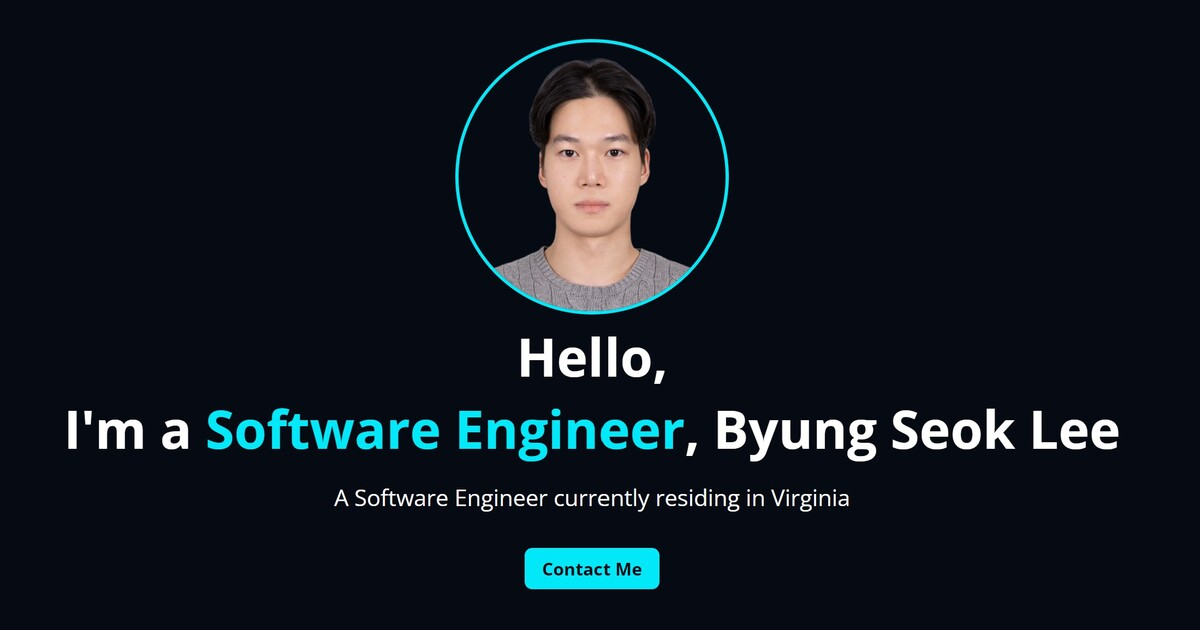 Hello,
I'm a Software Engineer, Byung Seok Lee
A Software Engineer currently residing in Virginia
Contact Me